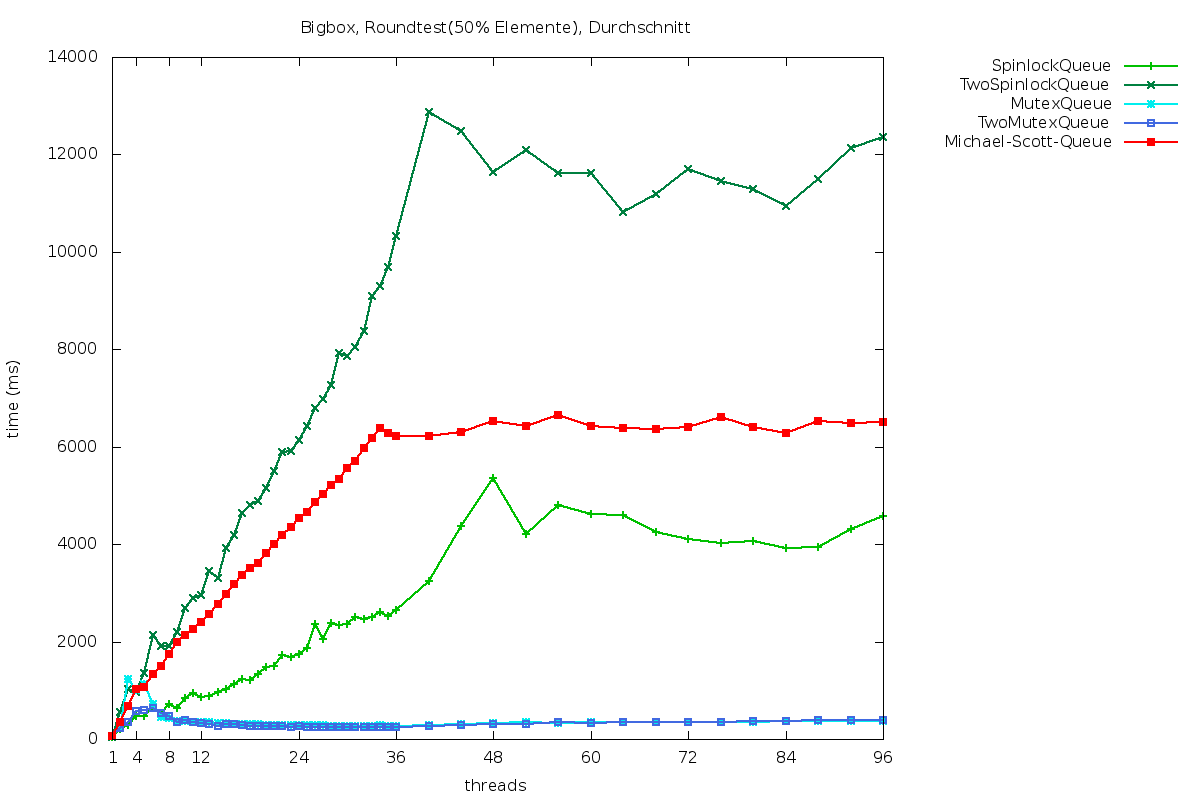 Bigbox, Roundtest(50% Elemente), Durchschnitt
SpinlockQueue
TwoSpinlockQueue
MutexQueue
TwoMutexQueue
Michael-Scott-Queue
time (ms)
14000
12000
10000
8000
6000
4000
2000
0
1 4 8 12 24 36 48 60 72 84 96
threads